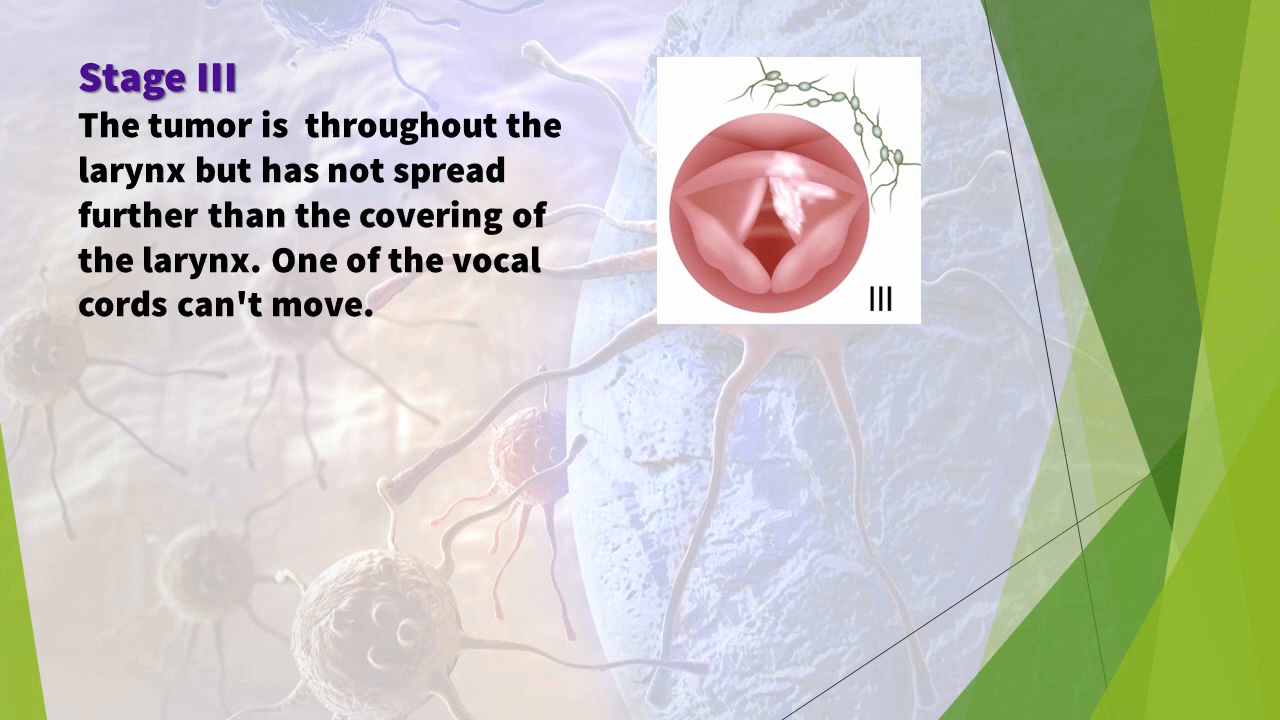 Stage III
The tumor is  throughout the
larynx but has not spread
further than the covering of
the larynx. One of the vocal
cords can't move.
III